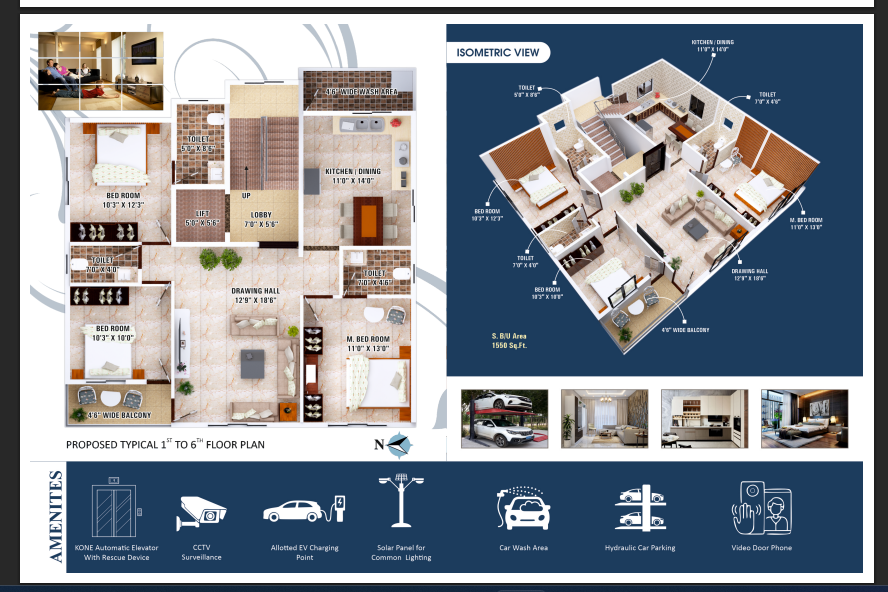 4'6" WIDE WASH AREA
TOILET
5'0" X 8'6"
KITCHEN / DINING
11'0" X 14'0"
BED ROOM
10'3" X 12'3"
UP
LIFT
5'0" X 5'6"
LOBBY
7'0" X 5'6"
TOILET
7'0" X 4'0"
TOILET
7'0" X 4'6"
DRAWING HALL
12'9" X 18'6"
BED ROOM
10'3" X 10'0"
M. BED ROOM
11'0" X 13'0"
4'6" WIDE BALCONY
PROPOSED TYPICAL 1ST TO 6TH FLOOR PLAN
N
ISOMETRIC VIEW
KITCHEN / DINING
11'0" X 14'0"
TOILET
5'0" X 8'6"
TOILET
7'0" X 4'6"
BED ROOM
10'3" X 12'3"
M. BED ROOM
11'0" X 13'0"
TOILET
7'0" X 4'0"
DRAWING HALL
12'9" X 18'6"
BED ROOM
10'3" X 10'0"
4'6" WIDE BALCONY
S. B/U Area
1550 Sq.Ft.
AMENITES
KONE Automatic Elevator
With Rescue Device
CCTV
Surveillance
Allotted EV Charging
Point
Solar Panel for
Common Lighting
Car Wash Area
Hydraulic Car Parking
Video Door Phone